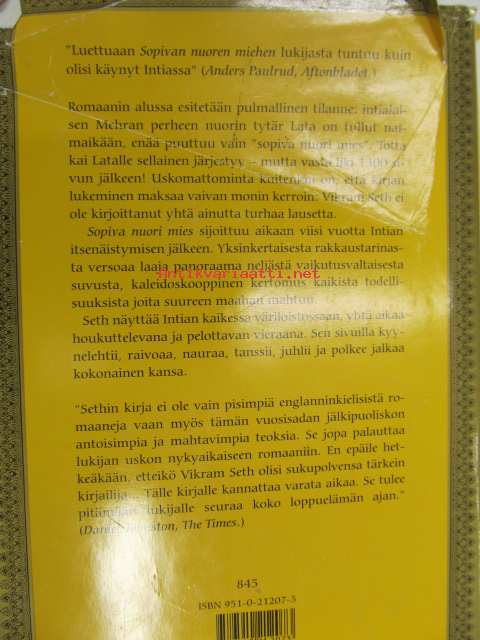 "Luettuaan Sopivan nuoren miehen lukijasta tuntuu kuin
olisi käynyt Intiassa" (Anders Paulrud, Aftonbladet.)
Romaanin alussa esitetään pulmallinen tilanne: intialai-
sen Mehran perheen nuorin tytär Lata on tullut nai-
maikään, enää puuttuu vain "sopiva nuori mies". Totta
kai Latalle sellainen järjestyy – mutta vasta liki 1300 si-
vun jälkeen! Uskomattominta kuitenkin on, että kirjan
lukeminen maksaa vaivan monin kerroin: Vikram Seth ei
ole kirjoittanut yhtä ainutta turhaa lausetta.
Sopiva nuori mies sijoittuu aikaan viisi vuotta Intian
itsenäistymisen jälkeen. Yksinkertaisesta rakkaustarinas-
ta versoaa laaja panoraama neljästä vaikutusvaltaisesta
antikvariaatti.net
suvusta, kaleidoskooppinen kertomus kaikista todelli-
suuksista joita suureen maahan mahtuu.
Seth näyttää Intian kaikessa väriloistossaan, yhtä aikaa
houkuttelevana ja pelottavan vieraana. Sen sivuilla kyy-
nelehtii, raivoaa, nauraa, tanssii, juhlii ja polkee jalkaa
kokonainen kansa.
"Sethin kirja ei ole vain pisimpiä englanninkielisistä ro-
maaneja vaan myös tämän vuosisadan jälkipuoliskon
antoisimpia ja mahtavimpia teoksia. Se jopa palauttaa
lukijan uskon nykyaikaiseen romaaniin. En epäile het-
keäkään, etteikö Vikram Seth olisi sukupolvensa tärkein
kirjailija... Tälle kirjalle kannattaa varata aikaa. Se tulee
pitämään lukijalle seuraa koko loppuelämän ajan."
The Times.)
845
ISBN 951-0-21207-5